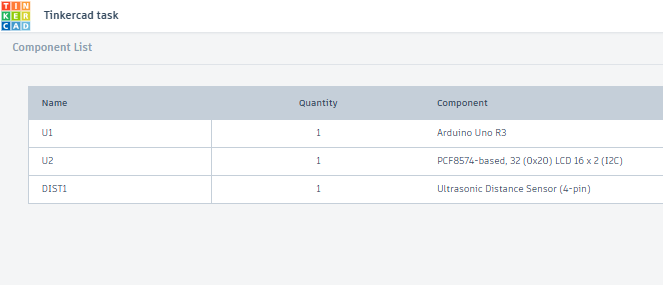 TIN
KER
CAD
Tinkercad task
Component List
Name Quantity Component
U1 1 Arduino Uno R3
U2 1 PCF8574-based, 32 (0x20) LCD 16 x 2 (I2C)
DIST1 1 Ultrasonic Distance Sensor (4-pin)